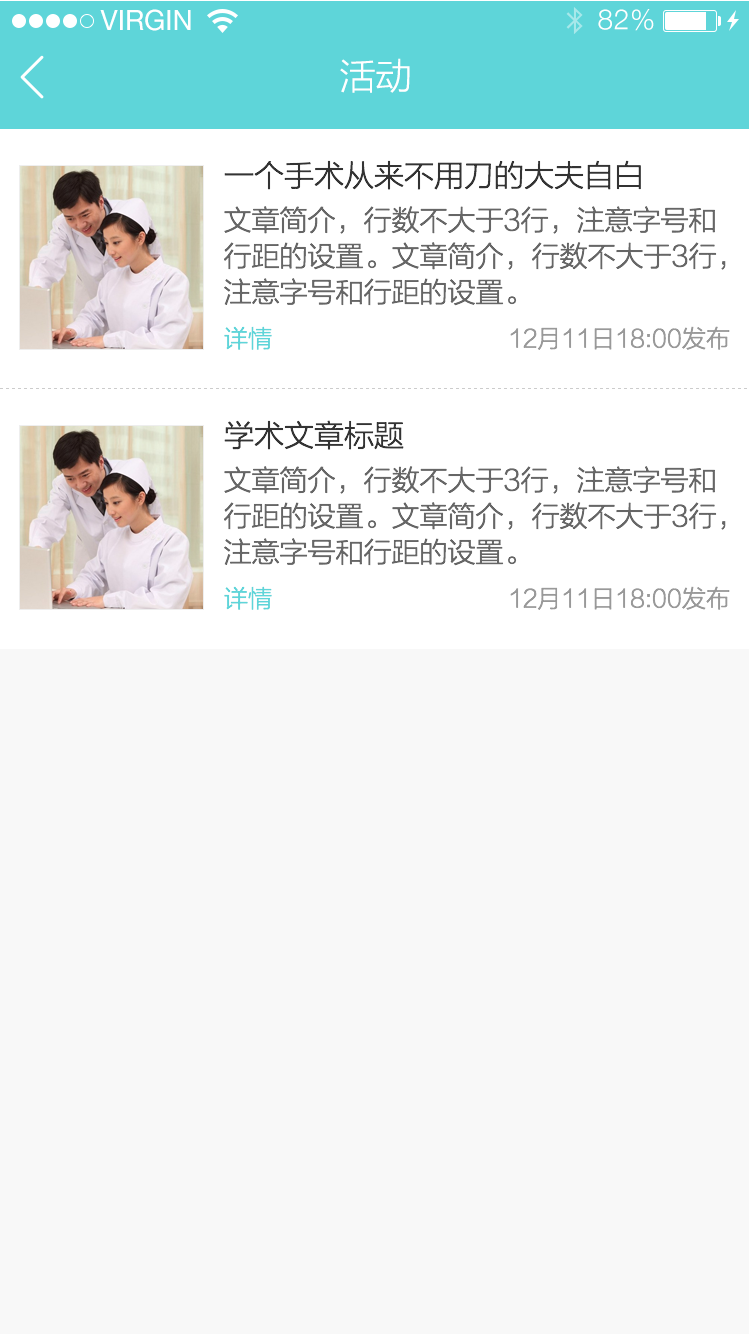 VIRGIN 82%
活动
一个手术从来不用刀的大夫自白
文章简介，行数不大于3行，注意字号和
行距的设置。文章简介，行数不大于3行，
注意字号和行距的设置。
详情 12月11日18:00发布
学术文章标题
文章简介，行数不大于3行，注意字号和
行距的设置。文章简介，行数不大于3行，
注意字号和行距的设置。
详情 12月11日18:00发布